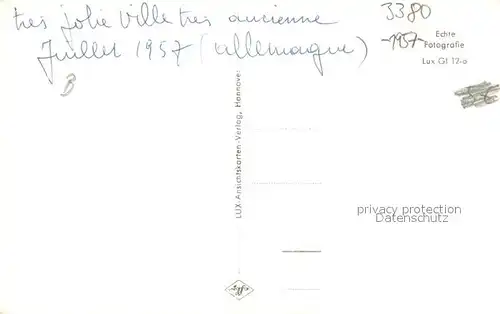 tres jolie ville tres ancienne
Juillet 1957 (allemagne)
3380
-1957-
Echte
Fotografie
Lux Gl 12-a
B
LUX-Ansichtskarten-Verlag, Hannover
privacy protection
Datenschutz